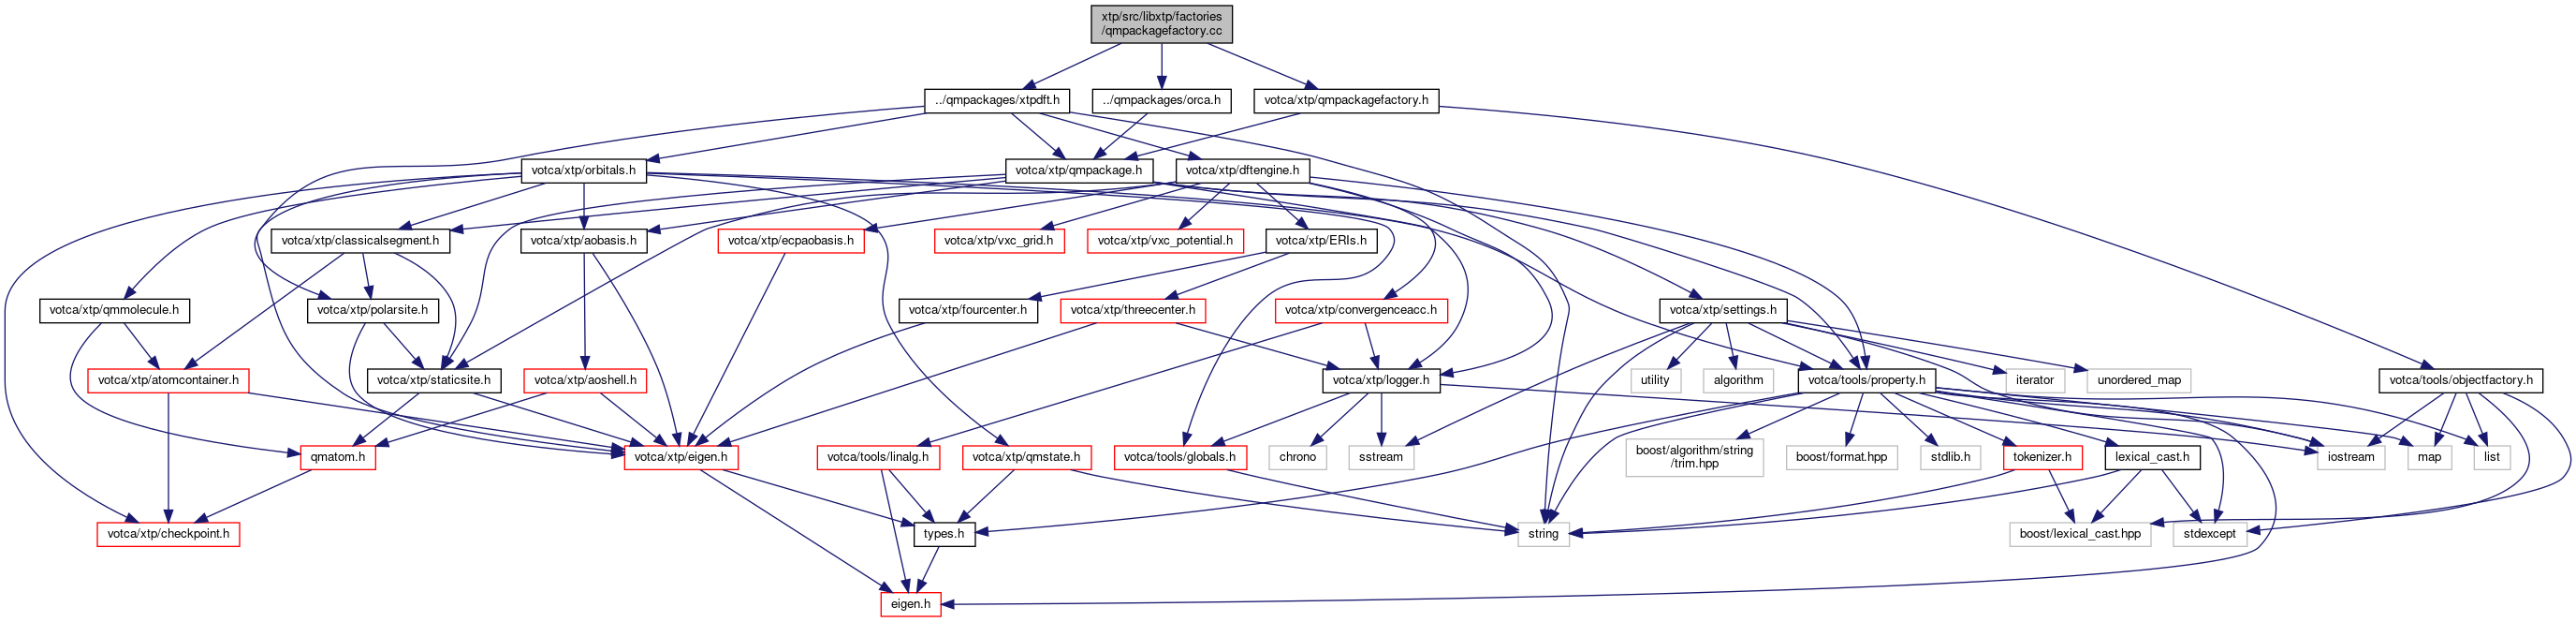 xtp/src/libxtp/factories
/qmpackagefactory.cc
../qmpackages/xtpdft.h
../qmpackages/orca.h
votca/xtp/qmpackagefactory.h
votca/xtp/orbitals.h
votca/xtp/qmpackage.h
votca/xtp/dftengine.h
votca/xtp/classicalsegment.h
votca/xtp/aobasis.h
votca/xtp/ecpaobasis.h
votca/xtp/vxc_grid.h
votca/xtp/vxc_potential.h
votca/xtp/ERIs.h
votca/xtp/qmmolecule.h
votca/xtp/polarsite.h
votca/xtp/fourcenter.h
votca/xtp/threecenter.h
votca/xtp/convergenceacc.h
votca/xtp/settings.h
votca/xtp/atomcontainer.h
votca/xtp/staticsite.h
votca/xtp/aoshell.h
votca/xtp/logger.h
utility
algorithm
votca/tools/property.h
iterator
unordered_map
votca/tools/objectfactory.h
qmatom.h
votca/xtp/eigen.h
votca/tools/linalg.h
votca/xtp/qmstate.h
votca/tools/globals.h
chrono
sstream
boost/algorithm/string
/trim.hpp
boost/format.hpp
stdlib.h
tokenizer.h
lexical_cast.h
iostream
map
list
votca/xtp/checkpoint.h
types.h
string
boost/lexical_cast.hpp
stdexcept
eigen.h